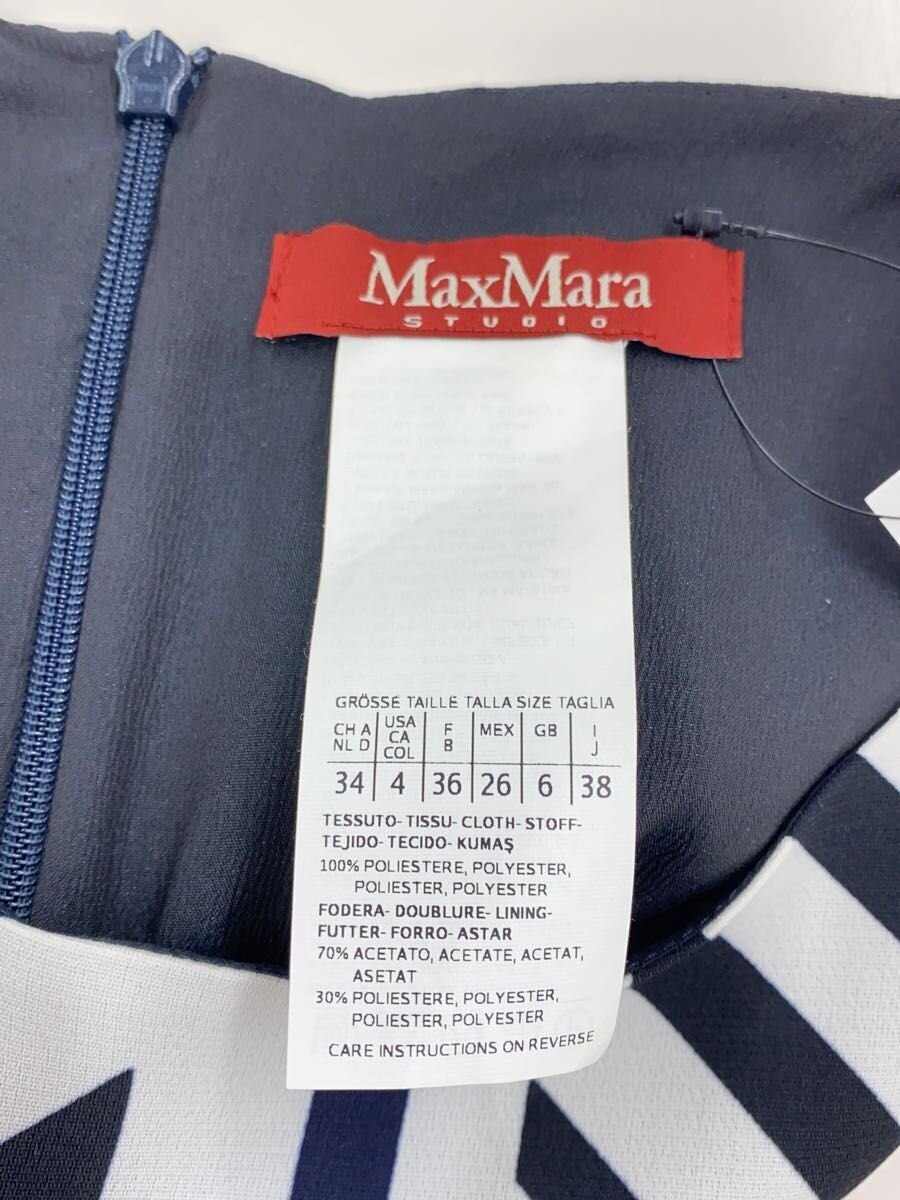 MaxMara
STUDIO
GRÖSSE TAILLE TALLA SIZE TAGLIA
CH A NL D USA CA COL F B MEX GB I J
34 4 36 26 6 38
TESSUTO- TISSU- CLOTH- STOFF-
TEJIDO- TECIDO- KUMAŞ
100% POLIESTERE, POLYESTER,
POLIESTER, POLYESTER
FODERA- DOUBLURE- LINING-
FUTTER- FORRO- ASTAR
70% ACETATO, ACETATE, ACETAT,
ASETAT
30% POLIESTERE, POLYESTER,
POLIESTER, POLYESTER
CARE INSTRUCTIONS ON REVERSE